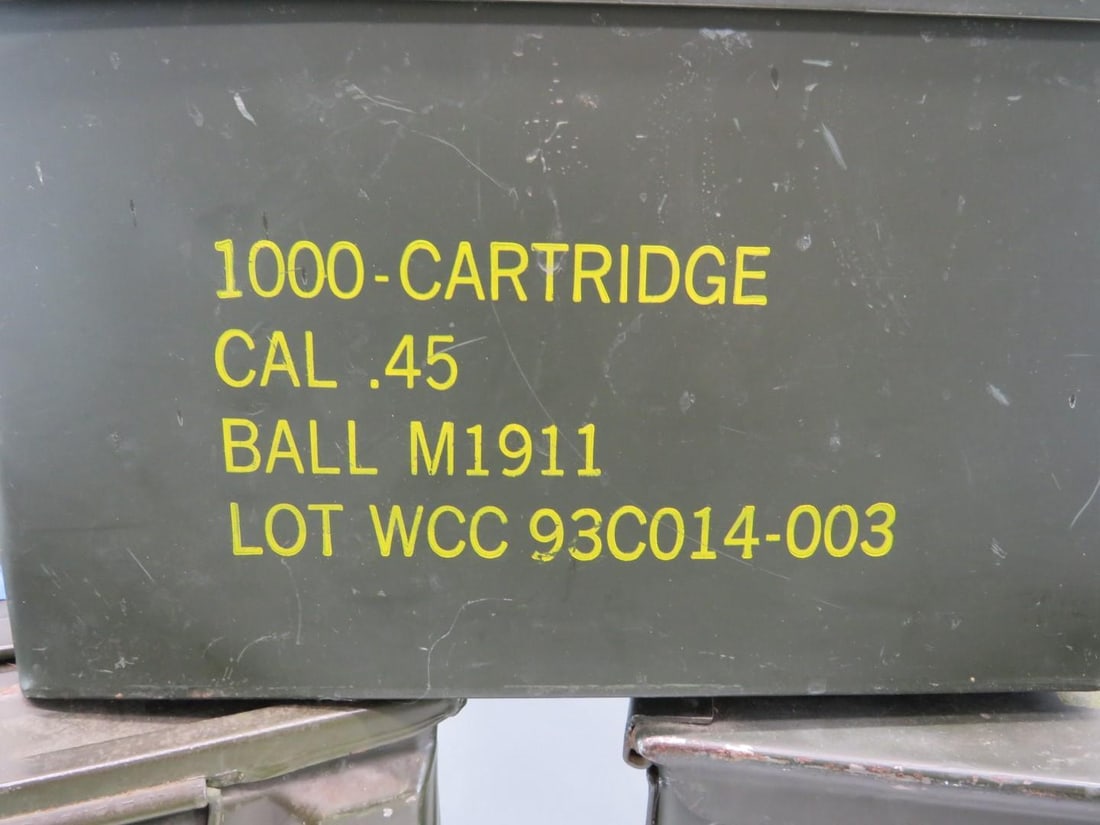 1000-CARTRIDGE
CAL .45
BALL M1911
LOT WCC 93C014-003